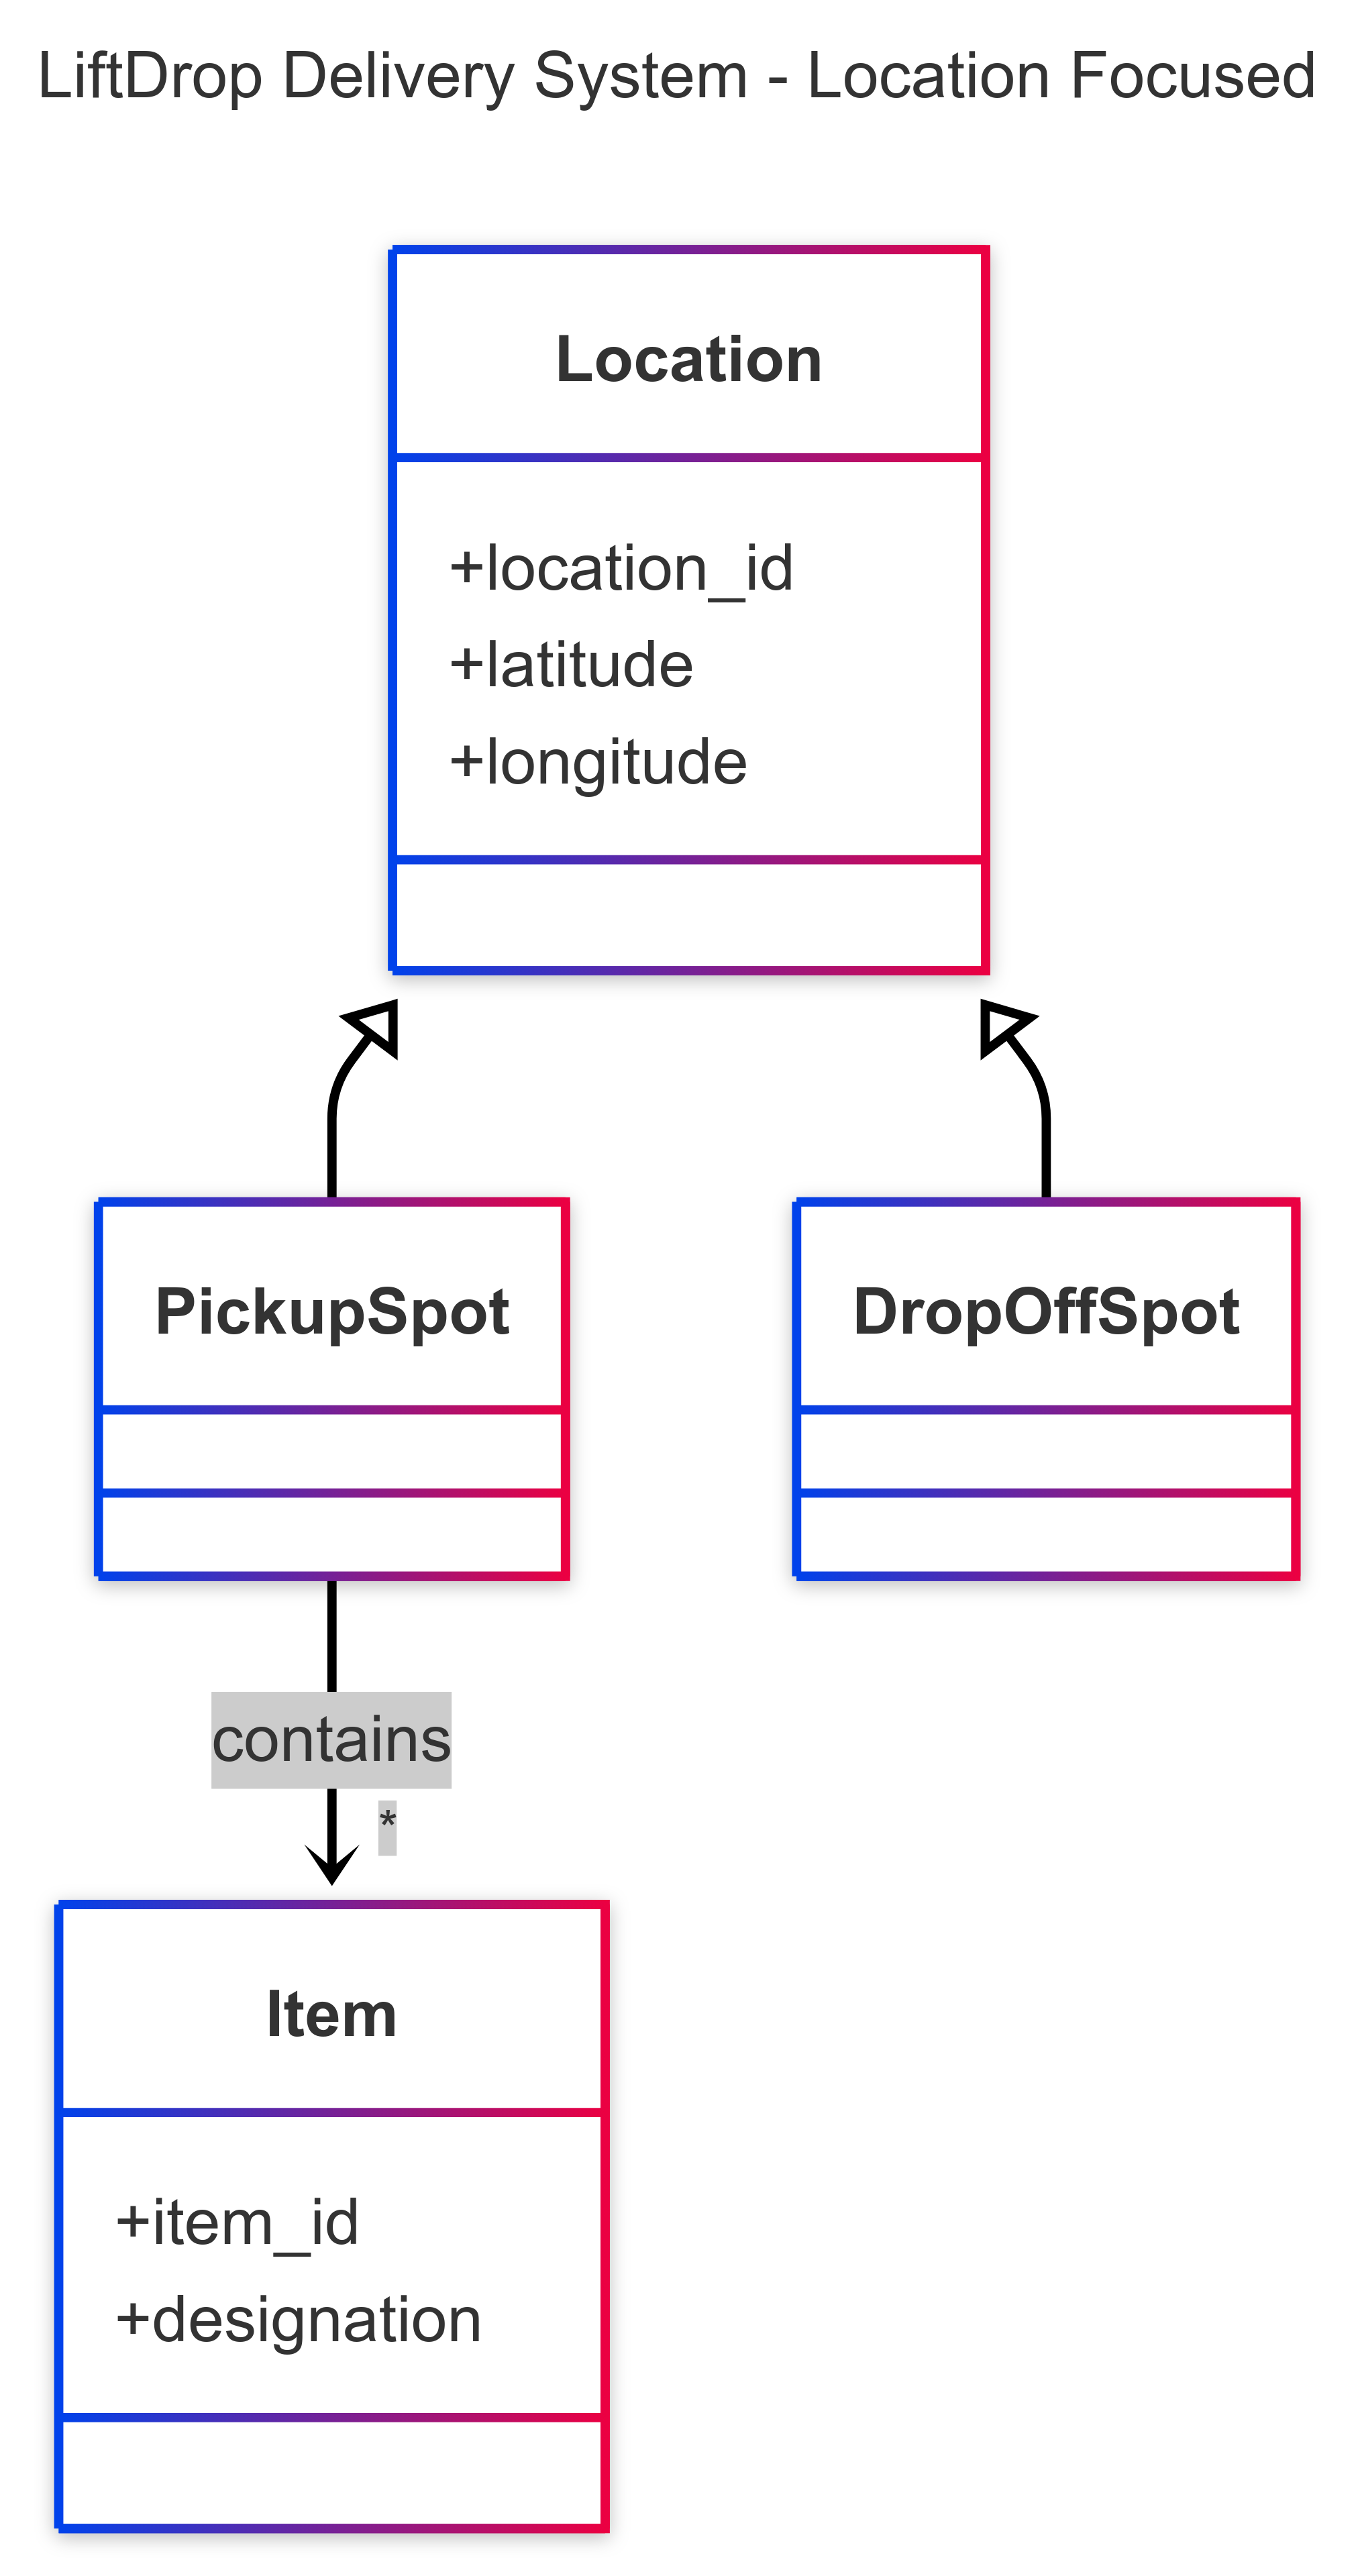 LiftDrop Delivery System - Location Focused
Location
+location_id
+latitude
+longitude
PickupSpot
DropOffSpot
contains
*
Item
+item_id
+designation